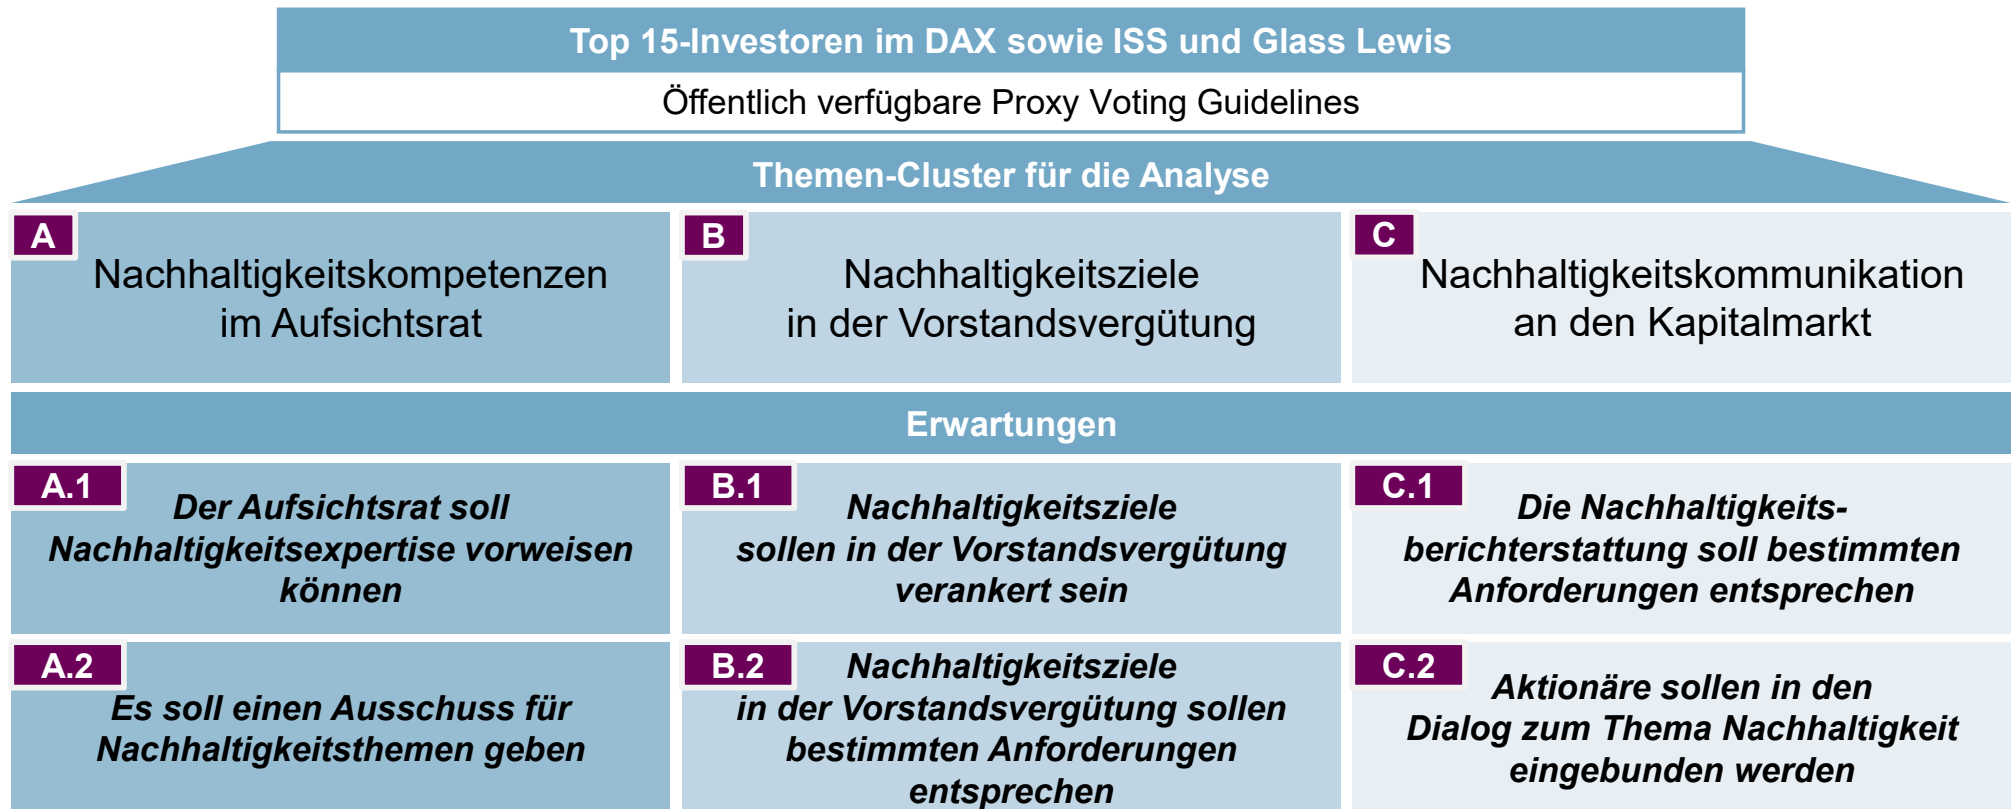 Top 15-Investoren im DAX sowie ISS und Glass Lewis
Öffentlich verfügbare Proxy Voting Guidelines
Themen-Cluster für die Analyse
A
Nachhaltigkeitskompetenzen
im Aufsichtsrat
B
Nachhaltigkeitsziele
in der Vorstandsvergütung
C
Nachhaltigkeitskommunikation
an den Kapitalmarkt
Erwartungen
A.1
Der Aufsichtsrat soll
Nachhaltigkeitsexpertise vorweisen
können
B.1
Nachhaltigkeitsziele
sollen in der Vorstandsvergütung
verankert sein
C.1
Die Nachhaltigkeits-
berichterstattung soll bestimmten
Anforderungen entsprechen
A.2
Es soll einen Ausschuss für
Nachhaltigkeitsthemen geben
B.2
Nachhaltigkeitsziele
in der Vorstandsvergütung sollen
bestimmten Anforderungen
entsprechen
C.2
Aktionäre sollen in den
Dialog zum Thema Nachhaltigkeit
eingebunden werden